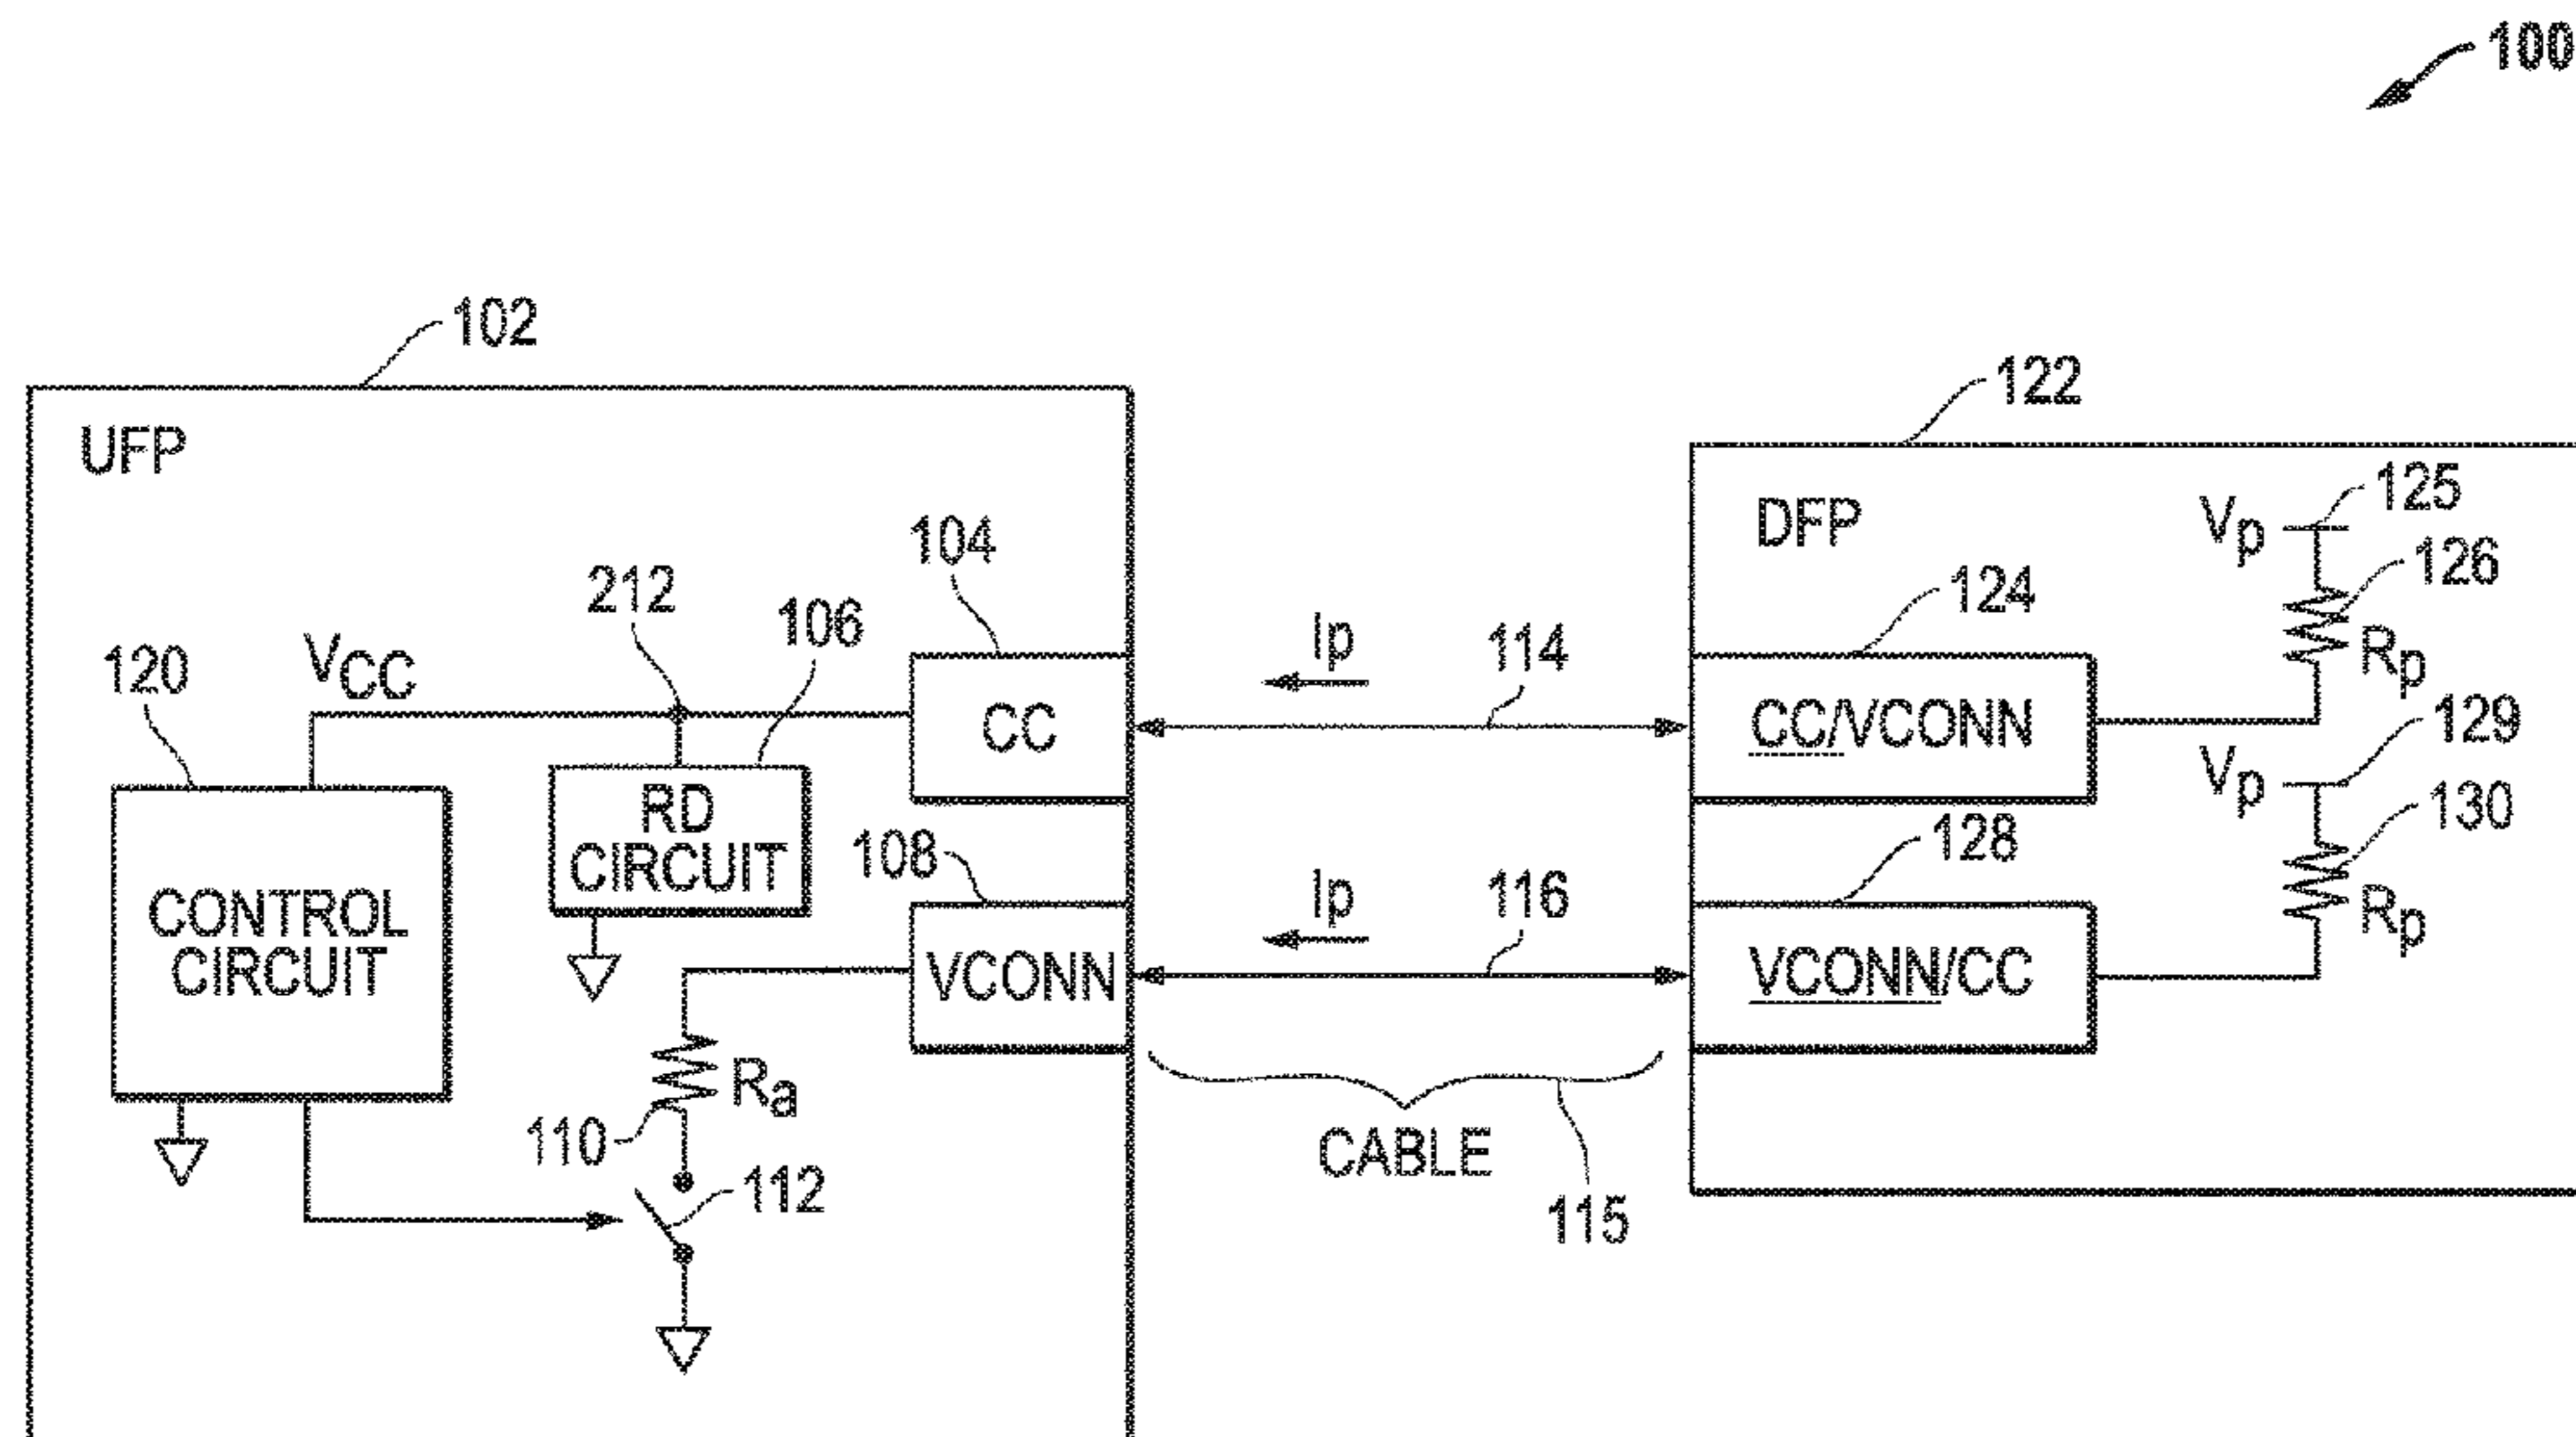 100
102
122
UFP
125
Vp
DFP
104
126
212
106
124
Ip
114
Rp
120
VCC
CC
CC/VCONN
129
Vp
RD
CIRCUIT
108
128
130
CONTROL
CIRCUIT
Ip
116
Rp
VCONN
VCONN/CC
Ra
110
CABLE
112
115